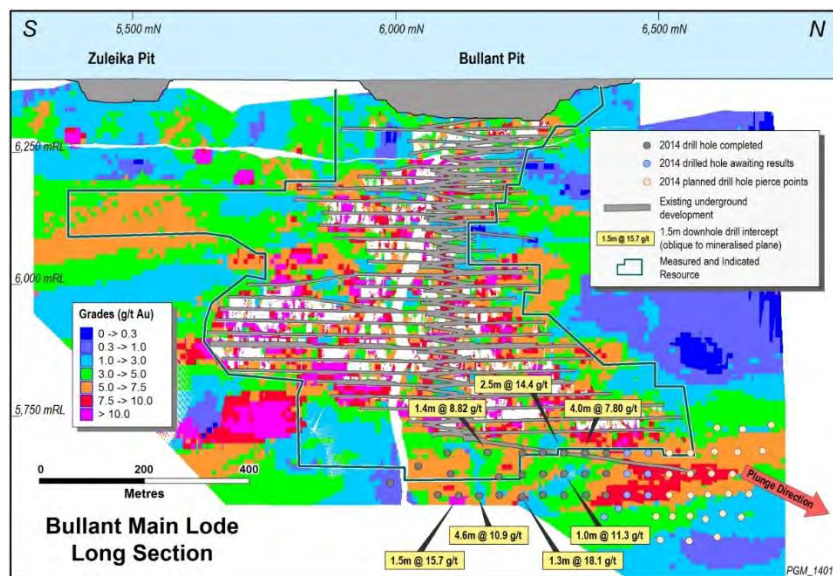 S
5,500 mN
6,000 mN
6,500 mN
N
Zuleika Pit
Bullant Pit
6,250 mRL
6,000 mRL
5,750 mRL
2014 drill hole completed
2014 drilled hole awaiting results
2014 planned drill hole pierce points
Existing underground
development
1.5m @ 15.7 g/t
1.5m downhole drill intercept
(oblique to mineralised plane)
Measured and Indicated
Resource
Grades (g/t Au)
0 -> 0.3
0.3 -> 1.0
1.0 -> 3.0
3.0 -> 5.0
5.0 -> 7.5
7.5 -> 10.0
> 10.0
2.5m @ 14.4 g/t
1.4m @ 8.82 g/t
4.0m @ 7.80 g/t
0 200 400
Metres
Plunge Direction
Bullant Main Lode
Long Section
4.6m @ 10.9 g/t
1.0m @ 11.3 g/t
1.5m @ 15.7 g/t
1.3m @ 18.1 g/t
PGM_1401